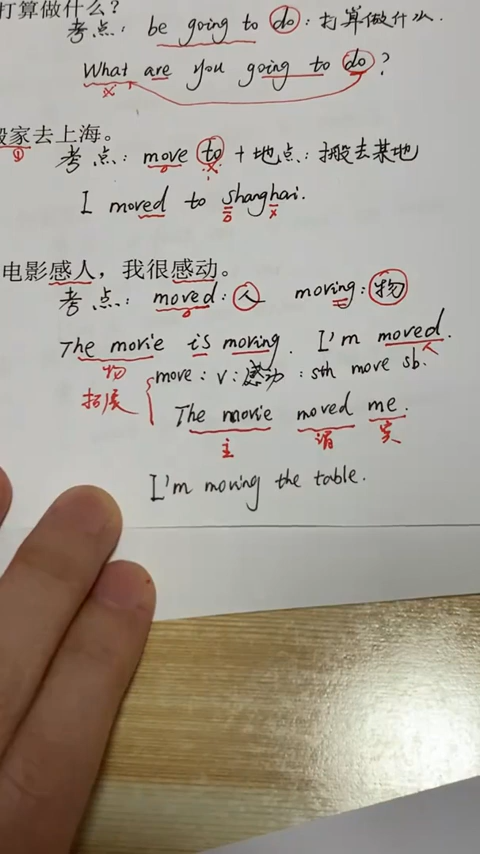 打算做什么？
考点: be going to do: 打算做什么.
What are you going to do?
搬家去上海。
①
考点: move to + 地点: 搬去某地
I moved to Shanghai.
电影感人，我很感动。
考点: moved: 人 moving: 物
The movie is moving. I'm moved.
物 人
拓展 move: v: 感动: sth move sb.
The movie moved me.
主 谓 宾
I'm moving the table.